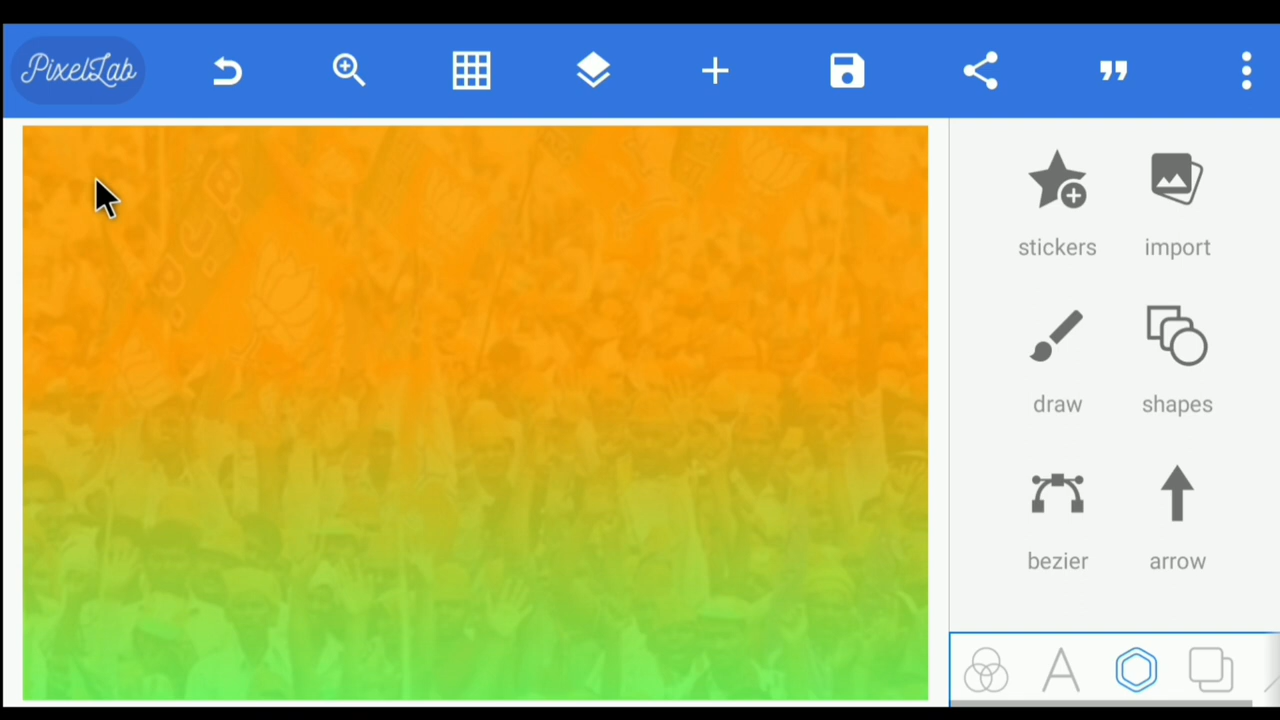 PixelLab
stickers
import
draw
shapes
bezier
arrow